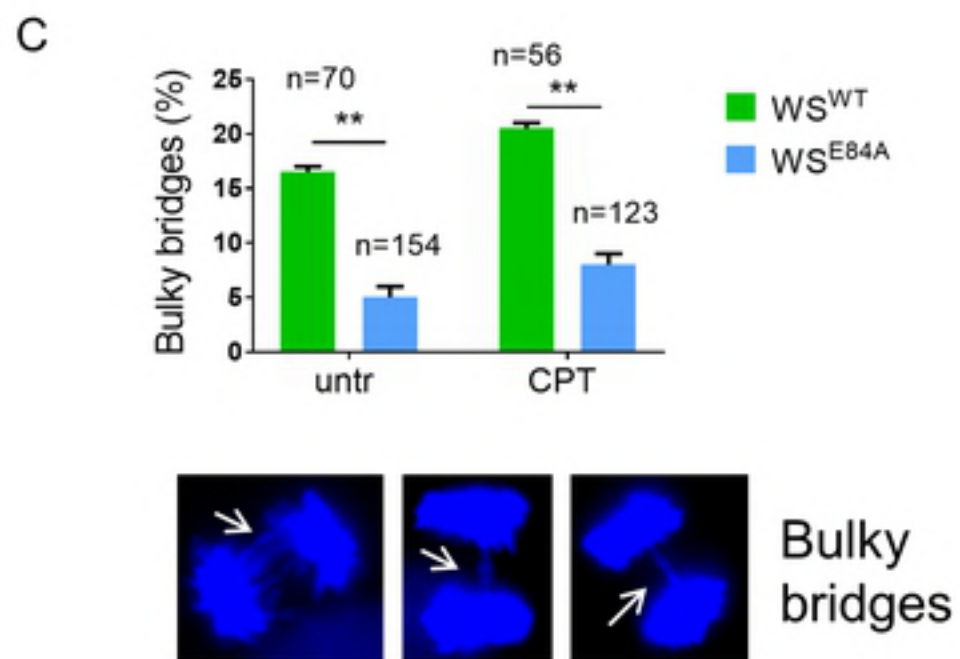 C
Bulky bridges (%)
25
20
15
10
5
0
n=70
**
n=154
n=56
**
n=123
untr
CPT
WS^WT
WS^E84A
Bulky
bridges